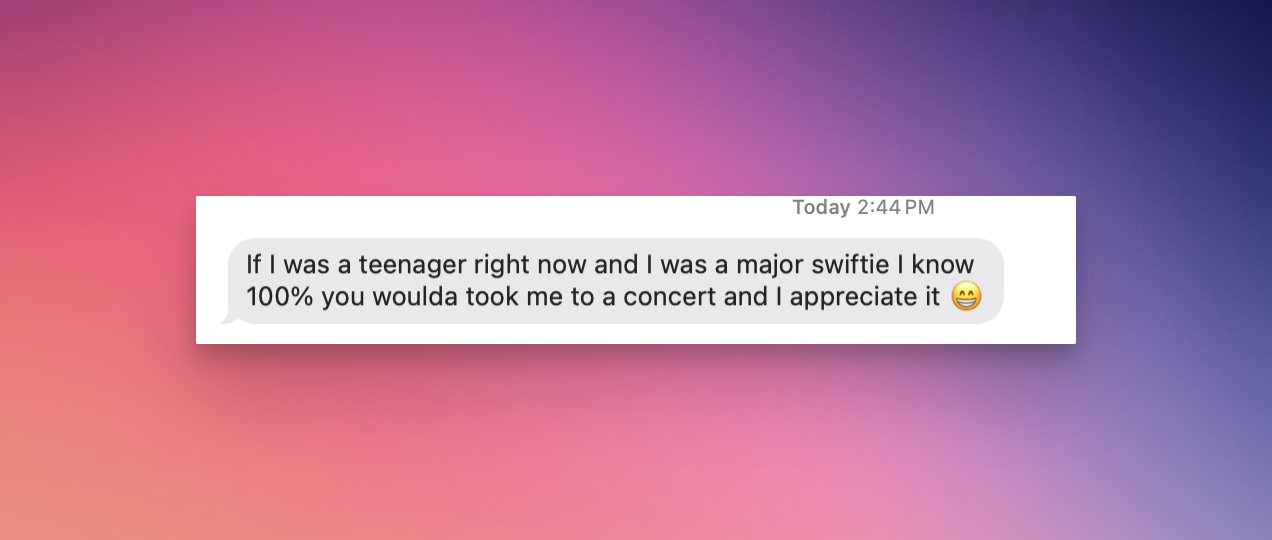 Today 2:44 PM
If I was a teenager right now and I was a major swiftie I know
100% you woulda took me to a concert and I appreciate it 😁